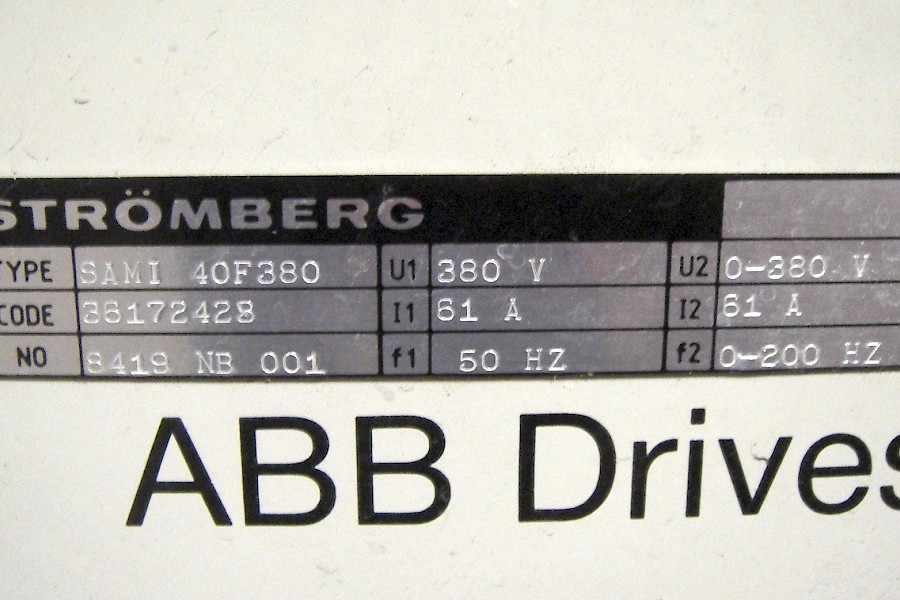 STRÖMBERG
TYPE SAMI 40F380 U1 380 V U2 0-380 V
CODE 36172428 I1 61 A I2 61 A
NO 8419 NB 001 f1 50 HZ f2 0-200 HZ
ABB Drives